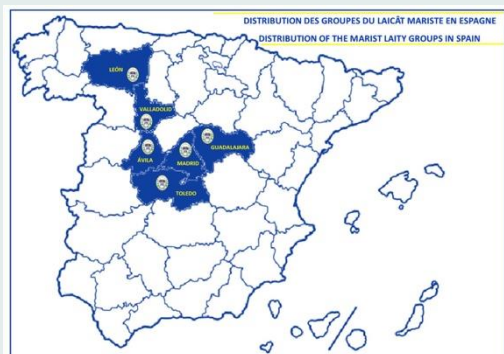 DISTRIBUTION DES GROUPES DU LAICÂT MARISTE EN ESPAGNE
DISTRIBUTION OF THE MARIST LAITY GROUPS IN SPAIN
LEÓN
VALLADOLID
GUADALAJARA
ÁVILA
MADRID
TOLEDO